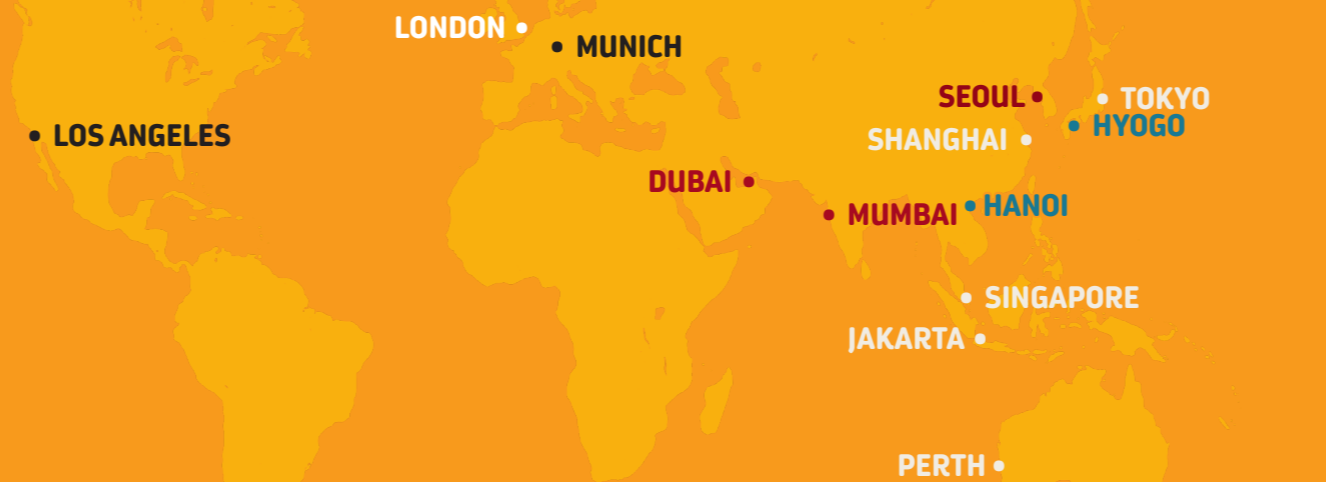 LONDON
MUNICH
SEOUL
TOKYO
HYOGO
LOS ANGELES
SHANGHAI
DUBAI
MUMBAI
HANOI
SINGAPORE
JAKARTA
PERTH